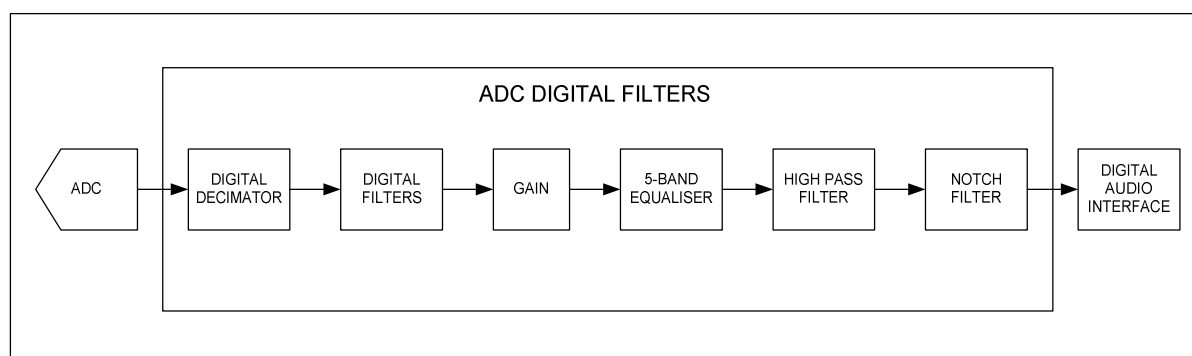 ADC DIGITAL FILTERS
ADC
DIGITAL
DECIMATOR
DIGITAL
FILTERS
GAIN
5-BAND
EQUALISER
HIGH PASS
FILTER
NOTCH
FILTER
DIGITAL
AUDIO
INTERFACE